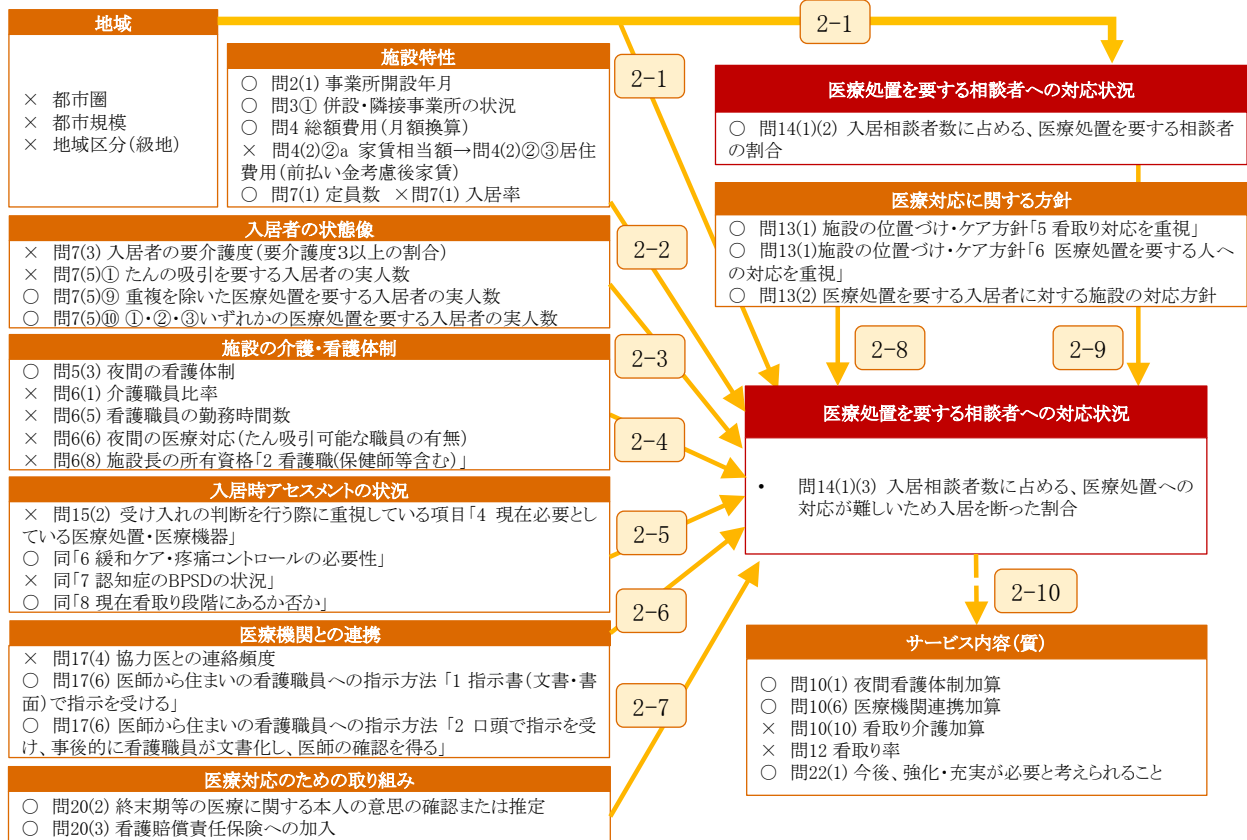 地域
× 都市圏
× 都市規模
× 地域区分(級地)
施設特性
○ 問2(1) 事業所開設年月
○ 問3① 併設・隣接事業所の状況
○ 問4 総額費用(月額換算)
× 問4(2)②a 家賃相当額→問4(2)②③居住
費用(前払い金考慮後家賃)
○ 問7(1) 定員数 ×問7(1) 入居率
入居者の状態像
× 問7(3) 入居者の要介護度(要介護度3以上の割合)
× 問7(5)① たんの吸引を要する入居者の実人数
○ 問7(5)⑨ 重複を除いた医療処置を要する入居者の実人数
○ 問7(5)⑩ ①・②・③いずれかの医療処置を要する入居者の実人数
施設の介護・看護体制
○ 問5(3) 夜間の看護体制
× 問6(1) 介護職員比率
× 問6(5) 看護職員の勤務時間数
× 問6(6) 夜間の医療対応(たん吸引可能な職員の有無)
× 問6(8) 施設長の所有資格「2 看護職(保健師等含む)」
入居時アセスメントの状況
× 問15(2) 受け入れの判断を行う際に重視している項目「4 現在必要とし
ている医療処置・医療機器」
○ 同「6 緩和ケア・疼痛コントロールの必要性」
× 同「7 認知症のBPSDの状況」
○ 同「8 現在看取り段階にあるか否か」
医療機関との連携
× 問17(4) 協力医との連絡頻度
○ 問17(6) 医師から住まいの看護職員への指示方法 「1 指示書(文書・書
面)で指示を受ける」
○ 問17(6) 医師から住まいの看護職員への指示方法 「2 口頭で指示を受
け、事後的に看護職員が文書化し、医師の確認を得る」
医療対応のための取り組み
○ 問20(2) 終末期等の医療に関する本人の意思の確認または推定
○ 問20(3) 看護賠償責任保険への加入
2-1
2-1
2-2
2-3
2-4
2-5
2-6
2-7
医療処置を要する相談者への対応状況
○ 問14(1)(2) 入居相談者数に占める、医療処置を要する相談者
の割合
医療対応に関する方針
○ 問13(1) 施設の位置づけ・ケア方針「5 看取り対応を重視」
○ 問13(1)施設の位置づけ・ケア方針「6 医療処置を要する人へ
の対応を重視」
○ 問13(2) 医療処置を要する入居者に対する施設の対応方針
2-8
2-9
医療処置を要する相談者への対応状況
• 問14(1)(3) 入居相談者数に占める、医療処置への
対応が難しいため入居を断った割合
2-10
サービス内容(質)
○ 問10(1) 夜間看護体制加算
○ 問10(6) 医療機関連携加算
× 問10(10) 看取り介護加算
× 問12 看取り率
○ 問22(1) 今後、強化・充実が必要と考えられること